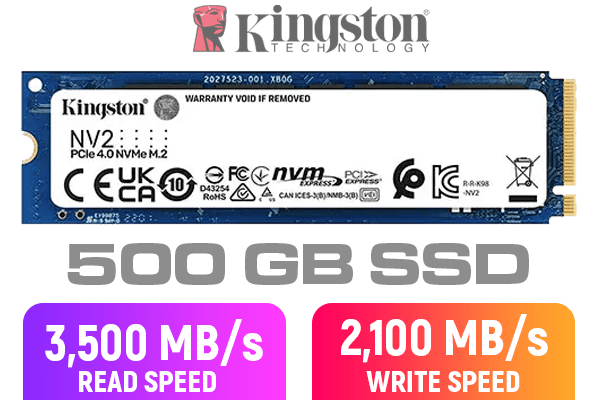 Kingston
TECHNOLOGY
2027523-001.XB0G
Kingston
WARRANTY VOID IF REMOVED
NV2
PCIe 4.0 NVMe M.2
CE UK CA 10 D43254 RoHS FC CE nvm EXPRESS PCI EXPRESS
CAN ICES-3(B)/NMB-3(B)
R-R-K98
-NV2
500 GB SSD
3,500 MB/s
READ SPEED
2,100 MB/s
WRITE SPEED